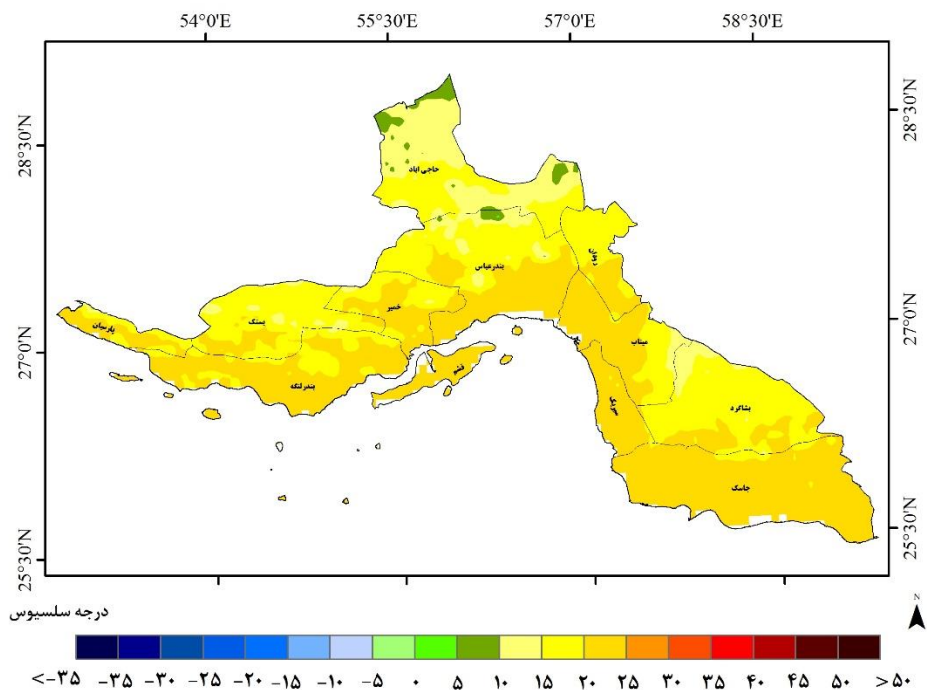 54°0'E 55°30'E 57°0'E 58°30'E
28°30'N 28°30'N
حاجی اباد
رودان
بندرعباس
27°0'N 27°0'N
خمیر
بستک
پارسیان
میناب
قشم
بندرلنگه
سیریک
بشاگرد
جاسک
25°30'N 25°30'N
درجه سلسیوس
N
<-۳۵ -۳۵ -۳۰ -۲۵ -۲۰ -۱۵ -۱۰ -۵ ۰ ۵ ۱۰ ۱۵ ۲۰ ۲۵ ۳۰ ۳۵ ۴۰ ۴۵ ۵۰ >۵۰